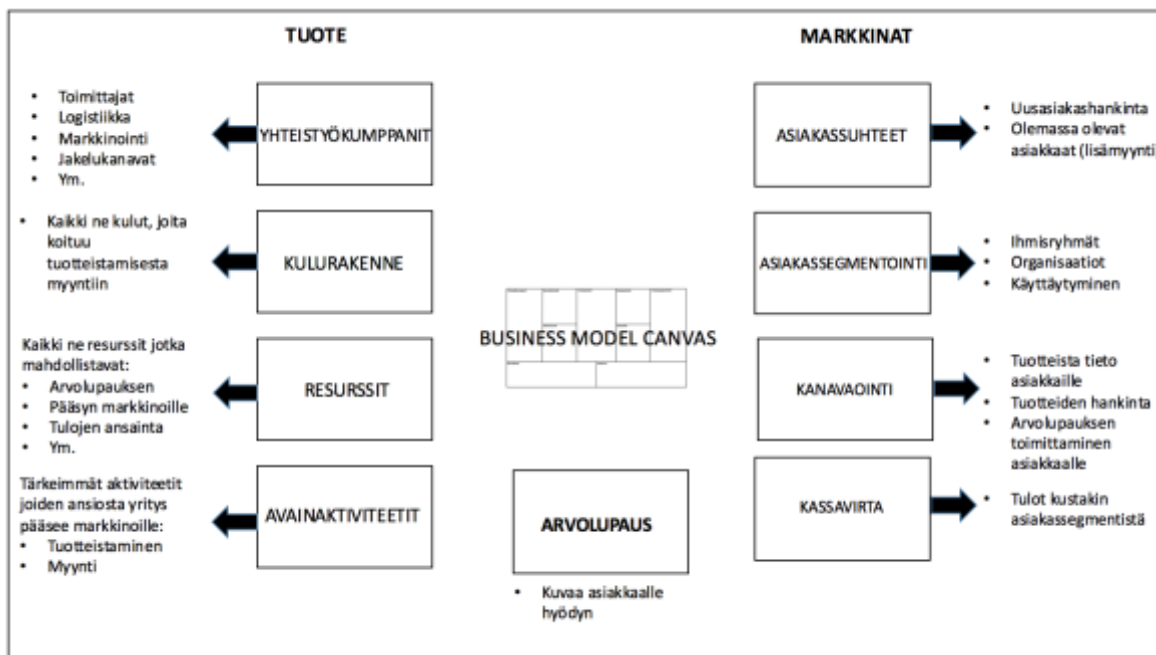 TUOTE
MARKKINAT
• Toimittajat
• Logistiikka
• Markkinointi
• Jakelukanavat
• Ym.
YHTEISTYÖKUMPPANIT
ASIAKASSUHTEET
• Uusasiakashankinta
• Olemassa olevat
asiakkaat (lisämyynti)
• Kaikki ne kulut, joita
koituu
tuotteistamisesta
myyntiin
KULURAKENNE
ASIAKASSEGMENTOINTI
• Ihmisryhmät
• Organisaatiot
• Käyttäytyminen
BUSINESS MODEL CANVAS
Kaikki ne resurssit jotka
mahdollistavat:
• Arvolupauksen
• Pääsyn markkinoille
• Tulojen ansainta
• Ym.
RESURSSIT
KANAVAOINTI
• Tuotteista tieto
asiakkaille
• Tuotteiden hankinta
• Arvolupauksen
toimittaminen
asiakkaalle
Tärkeimmät aktiviteetit
joiden ansiosta yritys
pääsee markkinoille:
• Tuotteistaminen
• Myynti
AVAINAKTIVITEETIT
ARVOLUPAUS
• Kuvaa asiakkaalle
hyödyn
KASSAVIRTA
• Tulot kustakin
asiakassegmentistä